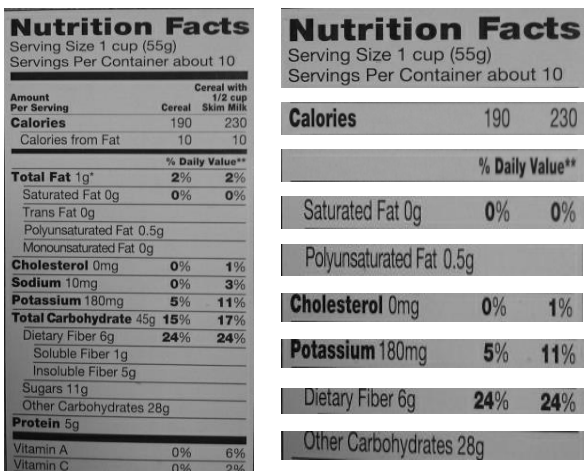 Nutrition Facts
Serving Size 1 cup (55g)
Servings Per Container about 10
Amount Per Serving Cereal Cereal with 1/2 cup Skim Milk
Calories 190 230
Calories from Fat 10 10
% Daily Value**
Total Fat 1g* 2% 2%
Saturated Fat 0g 0% 0%
Trans Fat 0g
Polyunsaturated Fat 0.5g
Monounsaturated Fat 0g
Cholesterol 0mg 0% 1%
Sodium 10mg 0% 3%
Potassium 180mg 5% 11%
Total Carbohydrate 45g 15% 17%
Dietary Fiber 6g 24% 24%
Soluble Fiber 1g
Insoluble Fiber 5g
Sugars 11g
Other Carbohydrates 28g
Protein 5g
Vitamin A 0% 6%
Vitamin C 0% 2%
Nutrition Facts
Serving Size 1 cup (55g)
Servings Per Container about 10
Calories 190 230
% Daily Value**
Saturated Fat 0g 0% 0%
Polyunsaturated Fat 0.5g
Cholesterol 0mg 0% 1%
Potassium 180mg 5% 11%
Dietary Fiber 6g 24% 24%
Other Carbohydrates 28g